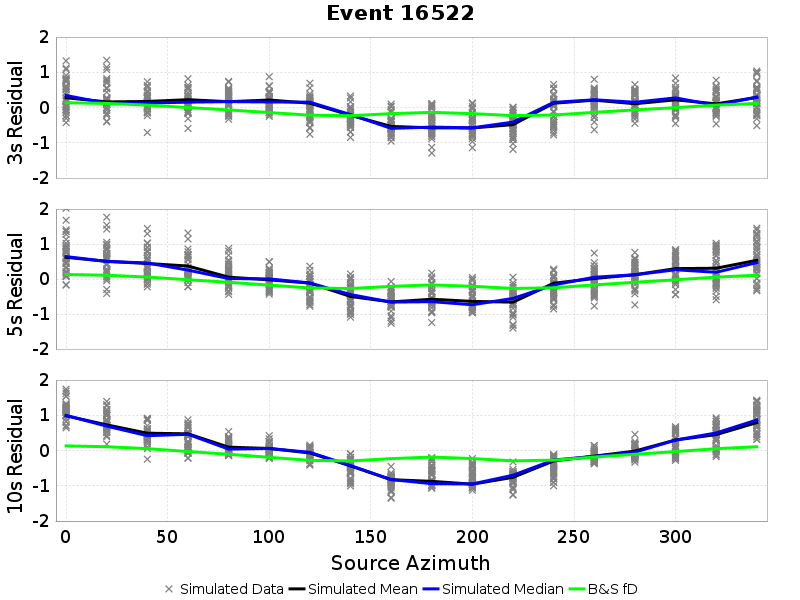 Event 16522
3s Residual
2
1
0
-1
-2
5s Residual
2
1
0
-1
-2
10s Residual
2
1
0
-1
-2
0 50 100 150 200 250 300
Source Azimuth
Simulated Data Simulated Mean Simulated Median B&S fD